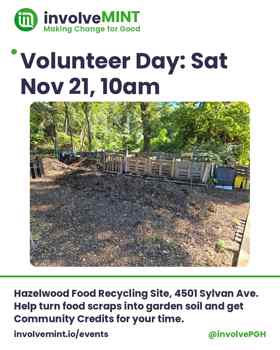 involveMINT
Making Change for Good
Volunteer Day: Sat
Nov 21, 10am
Hazelwood Food Recycling Site, 4501 Sylvan Ave.
Help turn food scraps into garden soil and get
Community Credits for your time.
involvemint.io/events
@involvePGH